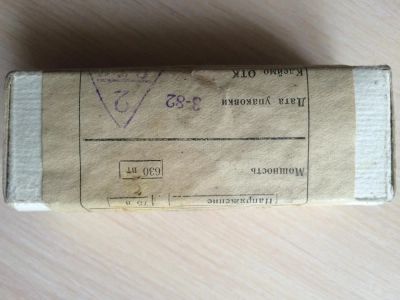 Напряжение
Мощность
630 вт
Дата упаковки
3-82
Клеймо ОТК
2